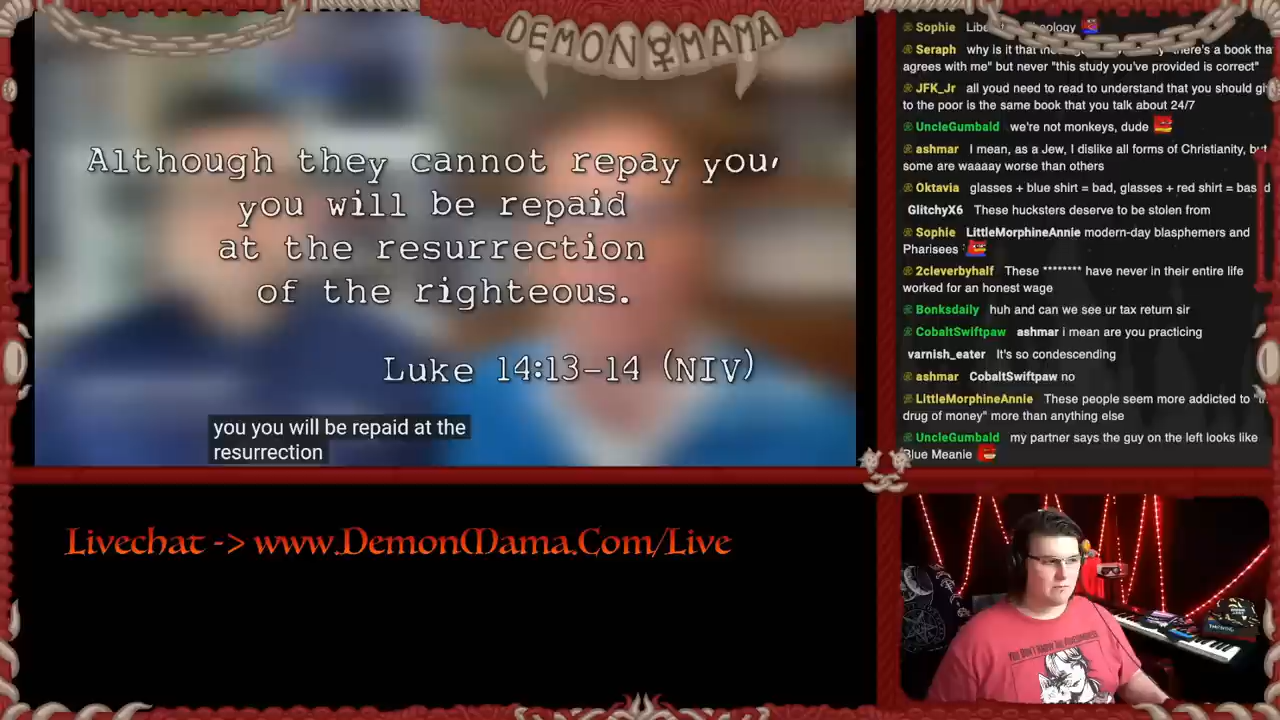 DEMON MAMA
Although they cannot repay you,
you will be repaid
at the resurrection
of the righteous.
Luke 14:13-14 (NIV)
you you will be repaid at the
resurrection
Sophie
Seraph why is it that
agrees with me" but never "this study you've provided is correct"
JFK_Jr all youd need to read to understand that you should
to the poor is the same book that you talk about 24/7
UncleGumbald we're not monkeys, dude
ashmar I mean, as a Jew, I dislike all forms of Christianity, but
some are waaaay worse than others
Oktavia glasses + blue shirt = bad, glasses + red shirt =
GlitchyX6 These hucksters deserve to be stolen from
Sophie LittleMorphineAnnie modern-day blasphemers and
Pharisees
2cleverbyhalf These ******** have never in their entire life
worked for an honest wage
Bonksdaily huh and can we see ur tax return sir
CobaltSwiftpaw ashmar i mean are you practicing
varnish_eater It's so condescending
ashmar CobaltSwiftpaw no
LittleMorphineAnnie These people seem more addicted to
drug of money" more than anything else
UncleGumbald my partner says the guy on the left looks like
Blue Meanie
Livechat -> www.DemonMama.Com/Live